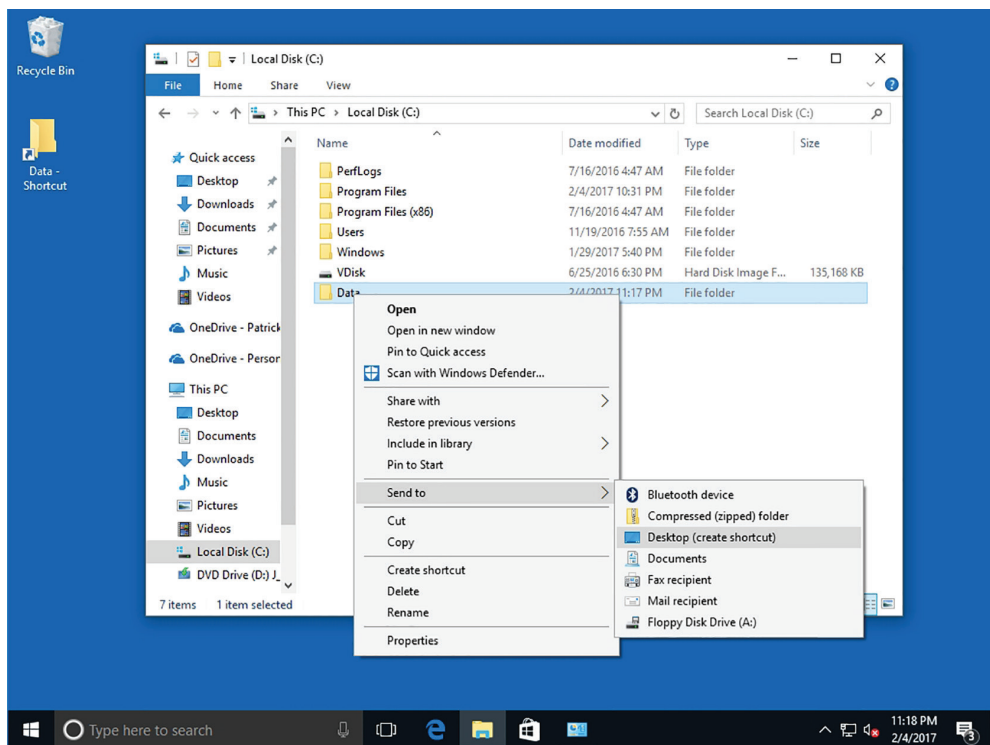 Recycle Bin
Data -
Shortcut
Local Disk (C:)
File Home Share View
This PC > Local Disk (C:)
Search Local Disk (C:)
Name Date modified Type Size
PerfLogs 7/16/2016 4:47 AM File folder
Program Files 2/4/2017 10:31 PM File folder
Program Files (x86) 7/16/2016 4:47 AM File folder
Users 11/19/2016 7:55 AM File folder
Windows 1/29/2017 5:40 PM File folder
VDisk 6/25/2016 6:30 PM Hard Disk Image F... 135,168 KB
Data 2/4/2017 11:17 PM File folder
Quick access
Desktop
Downloads
Documents
Pictures
Music
Videos
OneDrive - Patrick
OneDrive - Person
This PC
Desktop
Documents
Downloads
Music
Pictures
Videos
Local Disk (C:)
DVD Drive (D:) J_
7 items 1 item selected
Open
Open in new window
Pin to Quick access
Scan with Windows Defender...
Share with
Restore previous versions
Include in library
Pin to Start
Send to
Cut
Copy
Create shortcut
Delete
Rename
Properties
Bluetooth device
Compressed (zipped) folder
Desktop (create shortcut)
Documents
Fax recipient
Mail recipient
Floppy Disk Drive (A:)
Type here to search
11:18 PM
2/4/2017
3